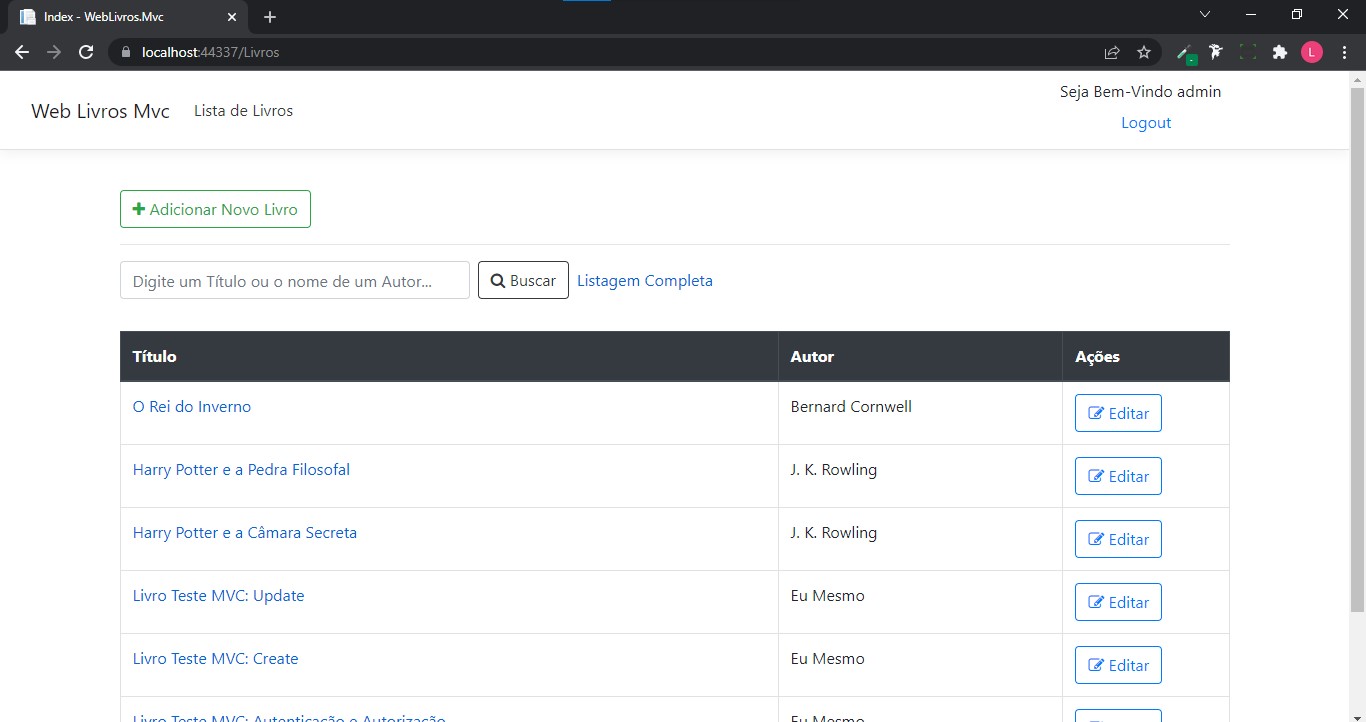 Index - WebLivros.Mvc
localhost:44337/Livros
L
Web Livros Mvc Lista de Livros
Seja Bem-Vindo admin
Logout
Adicionar Novo Livro
Digite um Título ou o nome de um Autor... Buscar Listagem Completa
Título Autor Ações
O Rei do Inverno Bernard Cornwell Editar
Harry Potter e a Pedra Filosofal J. K. Rowling Editar
Harry Potter e a Câmara Secreta J. K. Rowling Editar
Livro Teste MVC: Update Eu Mesmo Editar
Livro Teste MVC: Create Eu Mesmo Editar
Livro Teste MVC: Autenticação e Autorização Eu Mesmo